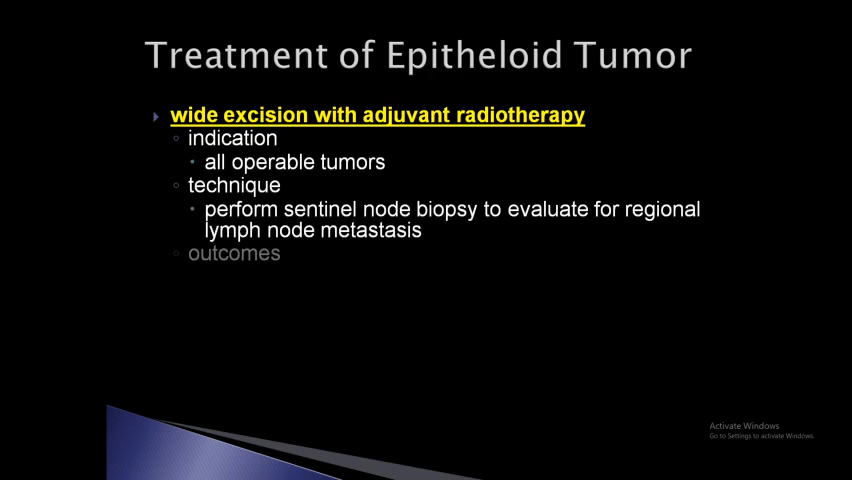 Treatment of Epitheloid Tumor
wide excision with adjuvant radiotherapy
indication
all operable tumors
technique
perform sentinel node biopsy to evaluate for regional
lymph node metastasis
outcomes
Activate Windows
Go to Settings to activate Windows.